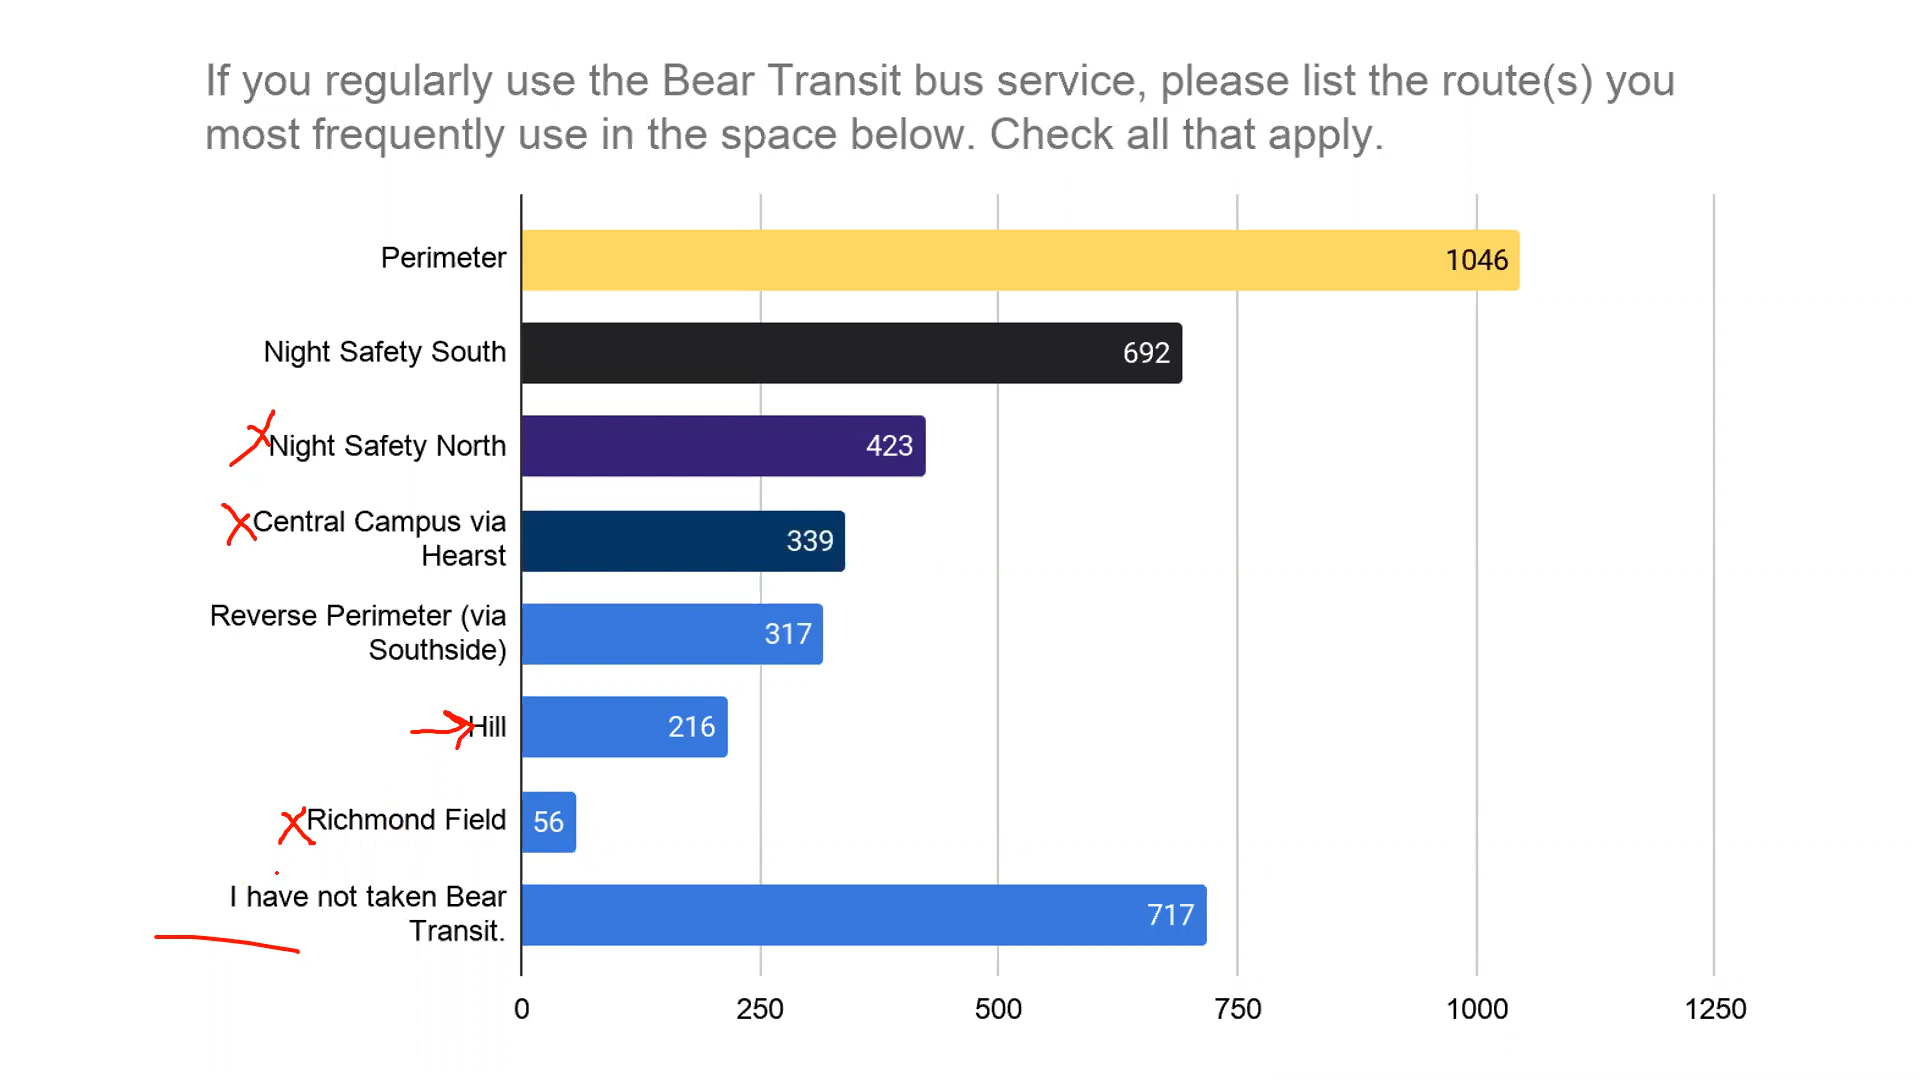 If you regularly use the Bear Transit bus service, please list the route(s) you
most frequently use in the space below. Check all that apply.
Perimeter
1046
Night Safety South
692
Night Safety North
423
Central Campus via
Hearst
339
Reverse Perimeter (via
Southside)
317
Hill
216
Richmond Field
56
I have not taken Bear
Transit.
717
0 250 500 750 1000 1250